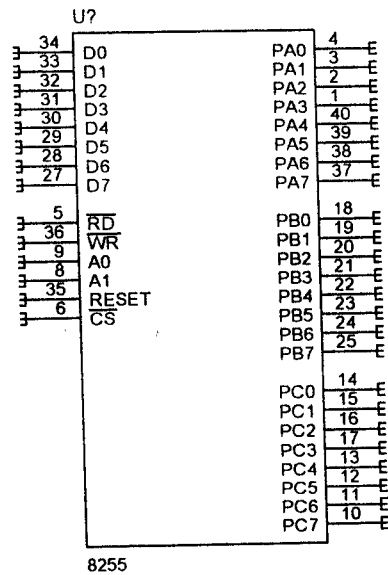 U?
34 D0
33 D1
32 D2
31 D3
30 D4
29 D5
28 D6
27 D7
5 RD
36 WR
9 A0
8 A1
35 RESET
6 CS
PA0 4
PA1 3
PA2 2
PA3 1
PA4 40
PA5 39
PA6 38
PA7 37
PB0 18
PB1 19
PB2 20
PB3 21
PB4 22
PB5 23
PB6 24
PB7 25
PC0 14
PC1 15
PC2 16
PC3 17
PC4 13
PC5 12
PC6 11
PC7 10
8255